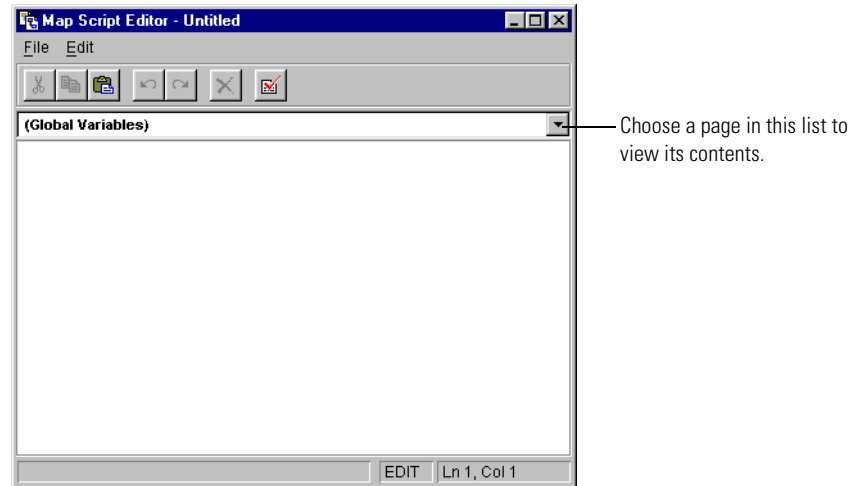 Map Script Editor - Untitled
File Edit
(Global Variables)
Choose a page in this list to
view its contents.
EDIT Ln 1, Col 1